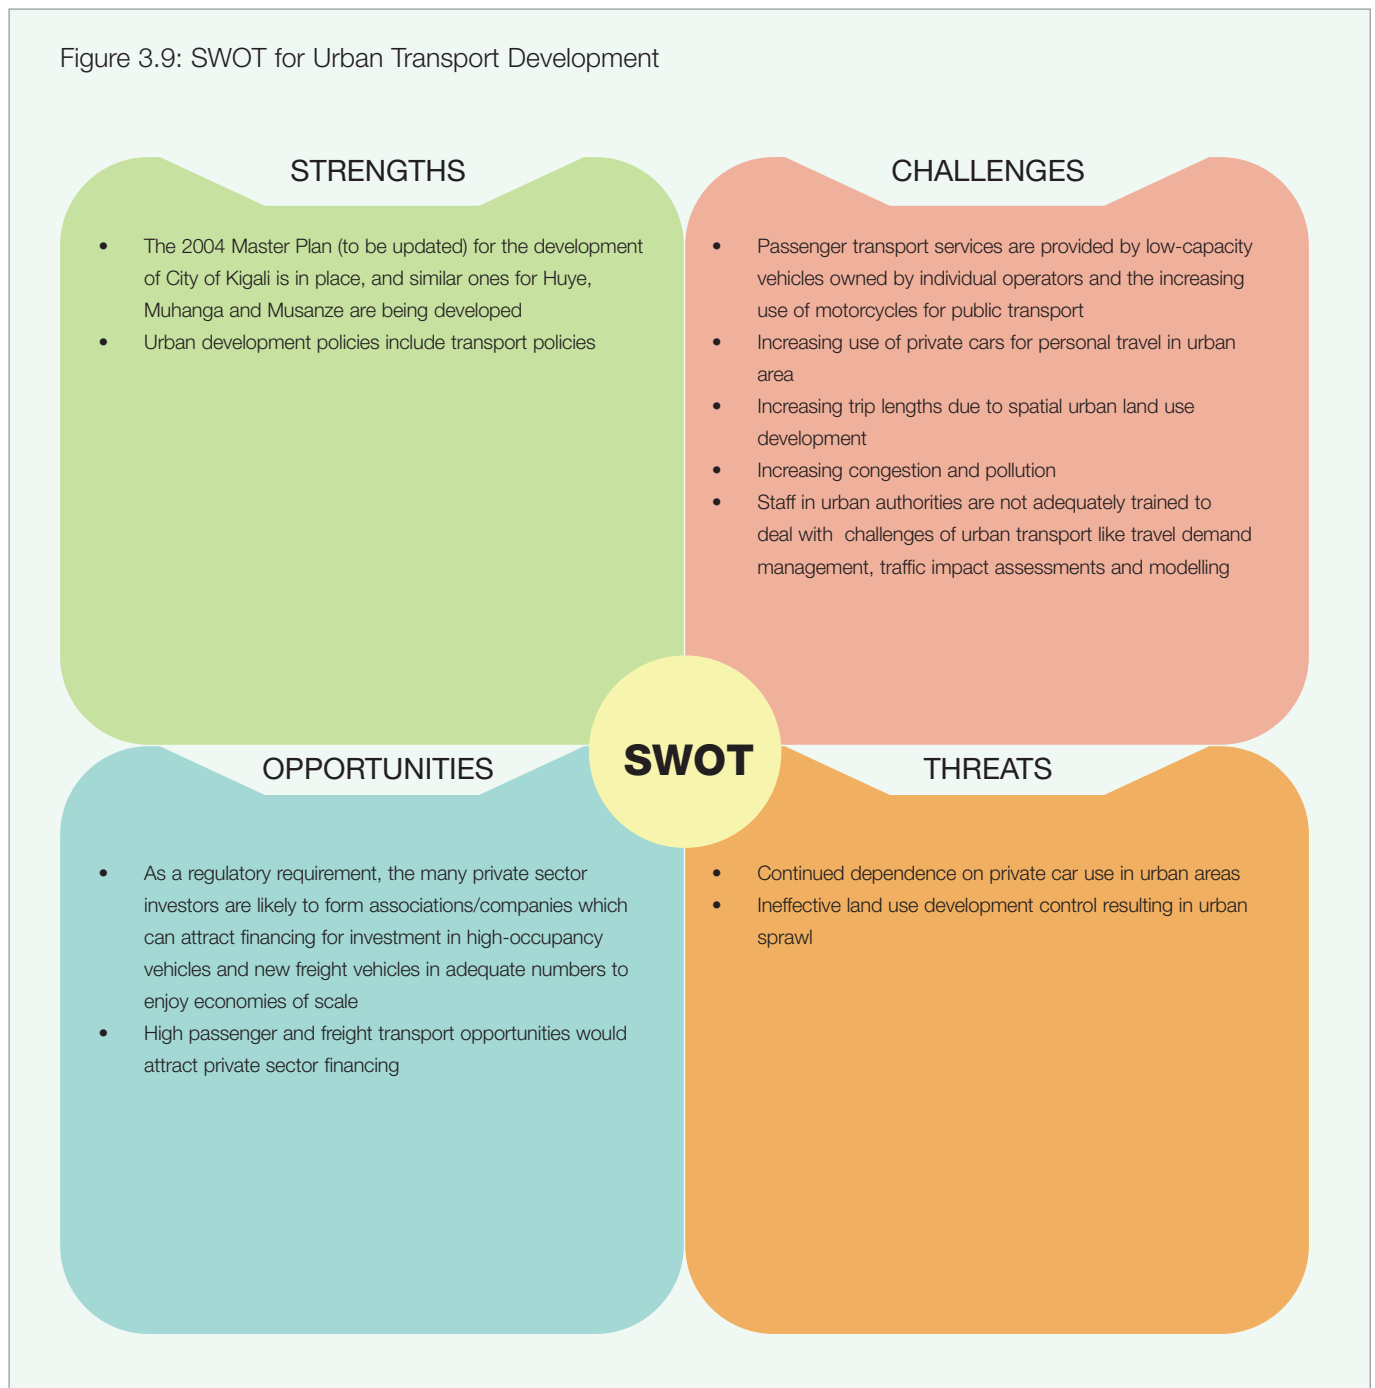 Figure 3.9: SWOT for Urban Transport Development
STRENGTHS
• The 2004 Master Plan (to be updated) for the development
of City of Kigali is in place, and similar ones for Huye,
Muhanga and Musanze are being developed
• Urban development policies include transport policies
CHALLENGES
• Passenger transport services are provided by low-capacity
vehicles owned by individual operators and the increasing
use of motorcycles for public transport
• Increasing use of private cars for personal travel in urban
area
• Increasing trip lengths due to spatial urban land use
development
• Increasing congestion and pollution
• Staff in urban authorities are not adequately trained to
deal with  challenges of urban transport like travel demand
management, traffic impact assessments and modelling
SWOT
OPPORTUNITIES
• As a regulatory requirement, the many private sector
investors are likely to form associations/companies which
can attract financing for investment in high-occupancy
vehicles and new freight vehicles in adequate numbers to
enjoy economies of scale
• High passenger and freight transport opportunities would
attract private sector financing
THREATS
• Continued dependence on private car use in urban areas
• Ineffective land use development control resulting in urban
sprawl